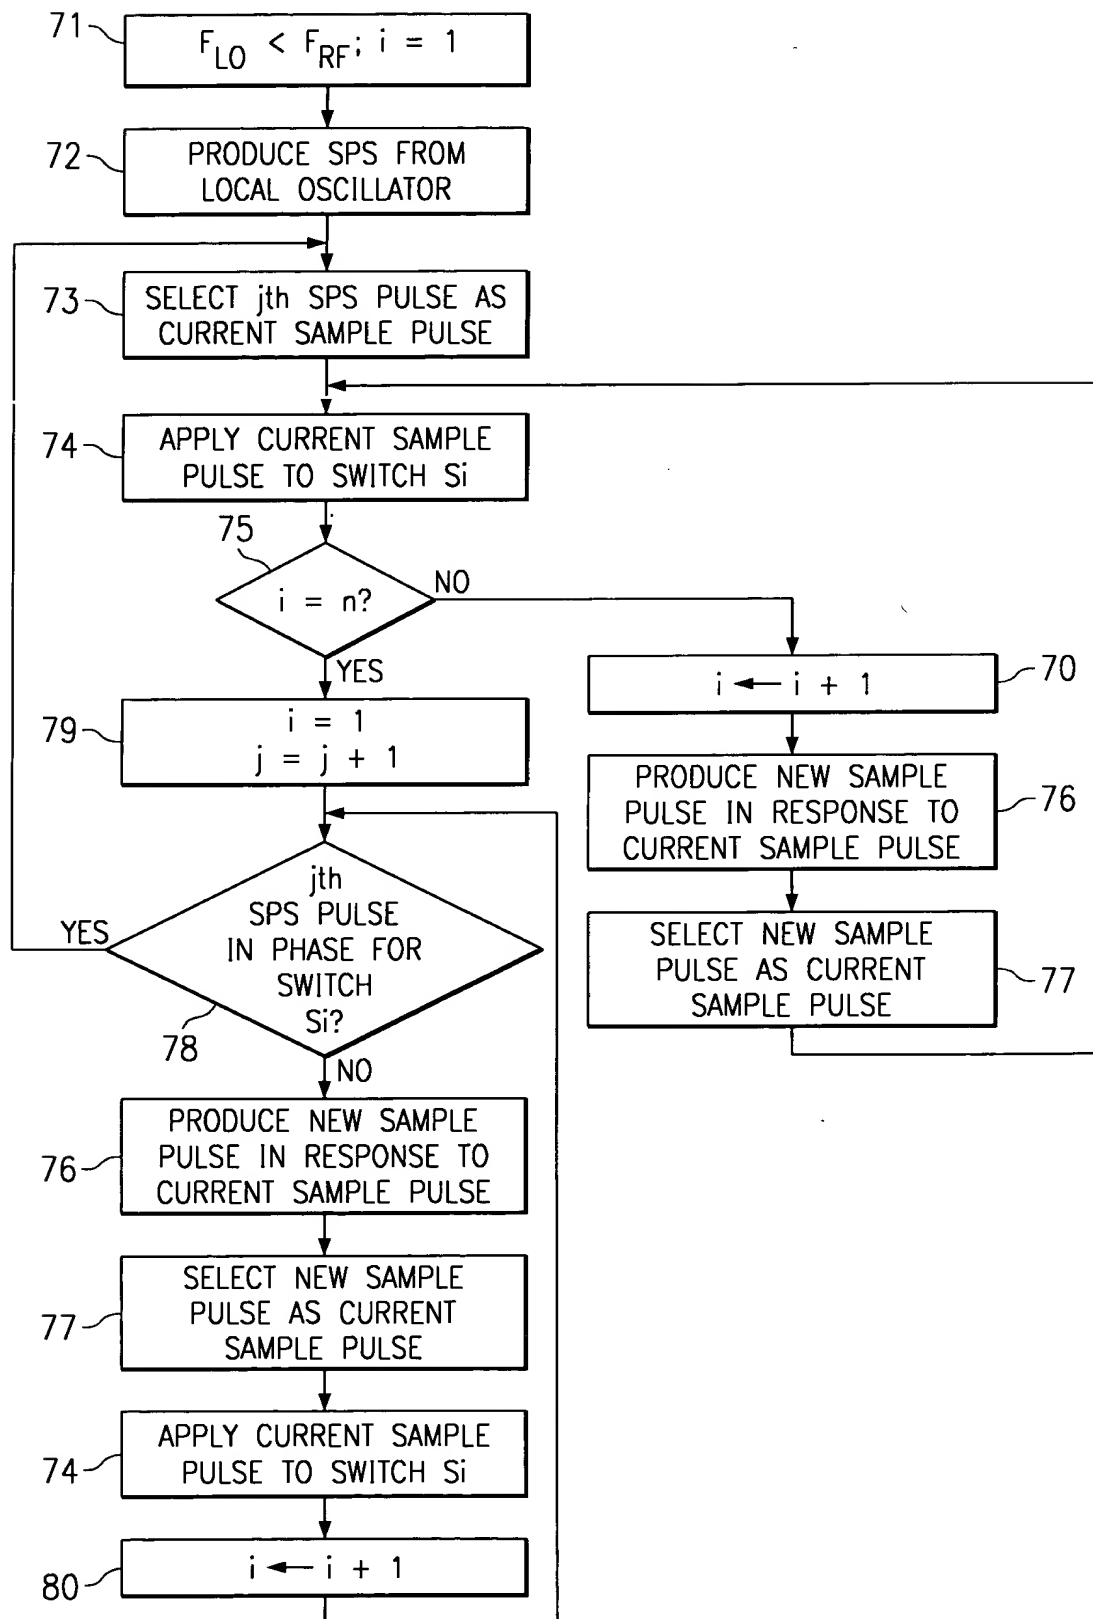 71
F_LO < F_RF; i = 1
72
PRODUCE SPS FROM
LOCAL OSCILLATOR
73
SELECT jth SPS PULSE AS
CURRENT SAMPLE PULSE
74
APPLY CURRENT SAMPLE
PULSE TO SWITCH Si
75
i = n?
NO
YES
79
i = 1
j = j + 1
70
i ← i + 1
PRODUCE NEW SAMPLE
PULSE IN RESPONSE TO
CURRENT SAMPLE PULSE
76
SELECT NEW SAMPLE
PULSE AS CURRENT
SAMPLE PULSE
77
YES
jth
SPS PULSE
IN PHASE FOR
SWITCH
Si?
78
NO
76
PRODUCE NEW SAMPLE
PULSE IN RESPONSE TO
CURRENT SAMPLE PULSE
77
SELECT NEW SAMPLE
PULSE AS CURRENT
SAMPLE PULSE
74
APPLY CURRENT SAMPLE
PULSE TO SWITCH Si
80
i ← i + 1